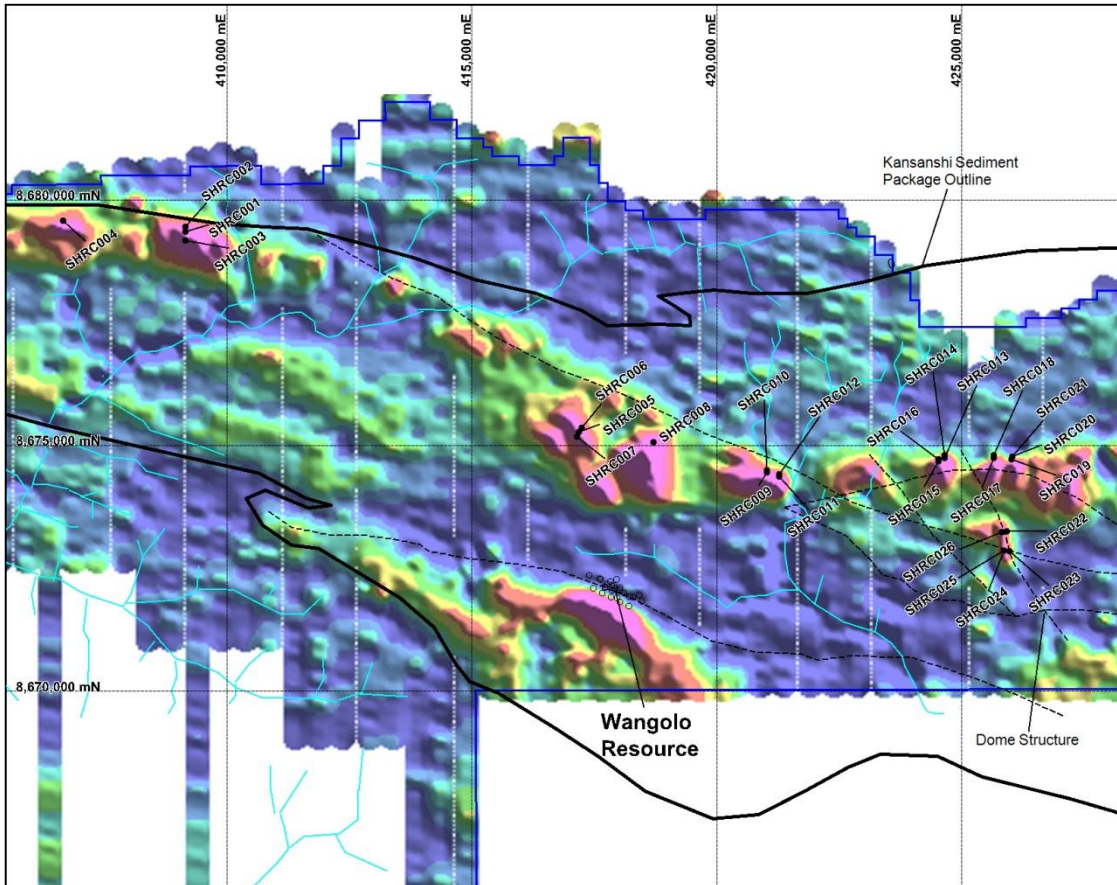 410,000 mE
415,000 mE
420,000 mE
425,000 mE
Kansanshi Sediment
Package Outline
8,680,000 mN
SHRC002
SHRC001
SHRC003
SHRC004
SHRC006
SHRC005
SHRC007
SHRC008
SHRC010
SHRC012
SHRC014
SHRC013
SHRC018
SHRC021
SHRC016
SHRC020
8,675,000 mN
SHRC009
SHRC011
SHRC015
SHRC017
SHRC019
SHRC022
SHRC026
SHRC025
SHRC024
SHRC023
8,670,000 mN
Wangolo
Resource
Dome Structure